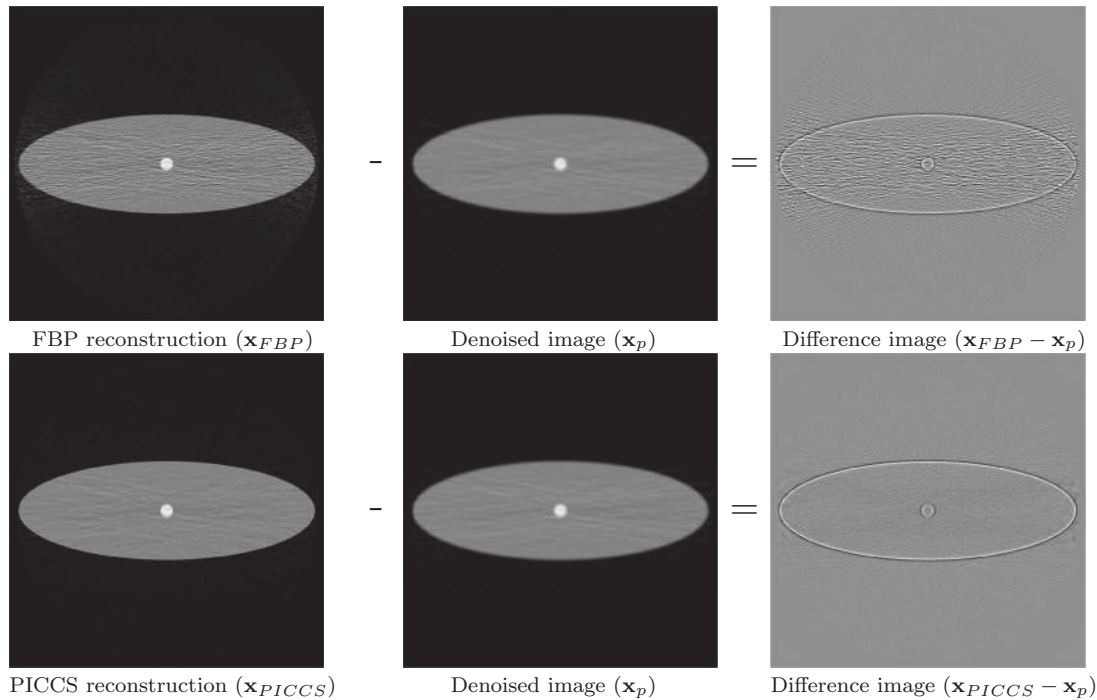 - =
FBP reconstruction (x_FBP) Denoised image (x_p) Difference image (x_FBP − x_p)
- =
PICCS reconstruction (x_PICCS) Denoised image (x_p) Difference image (x_PICCS − x_p)